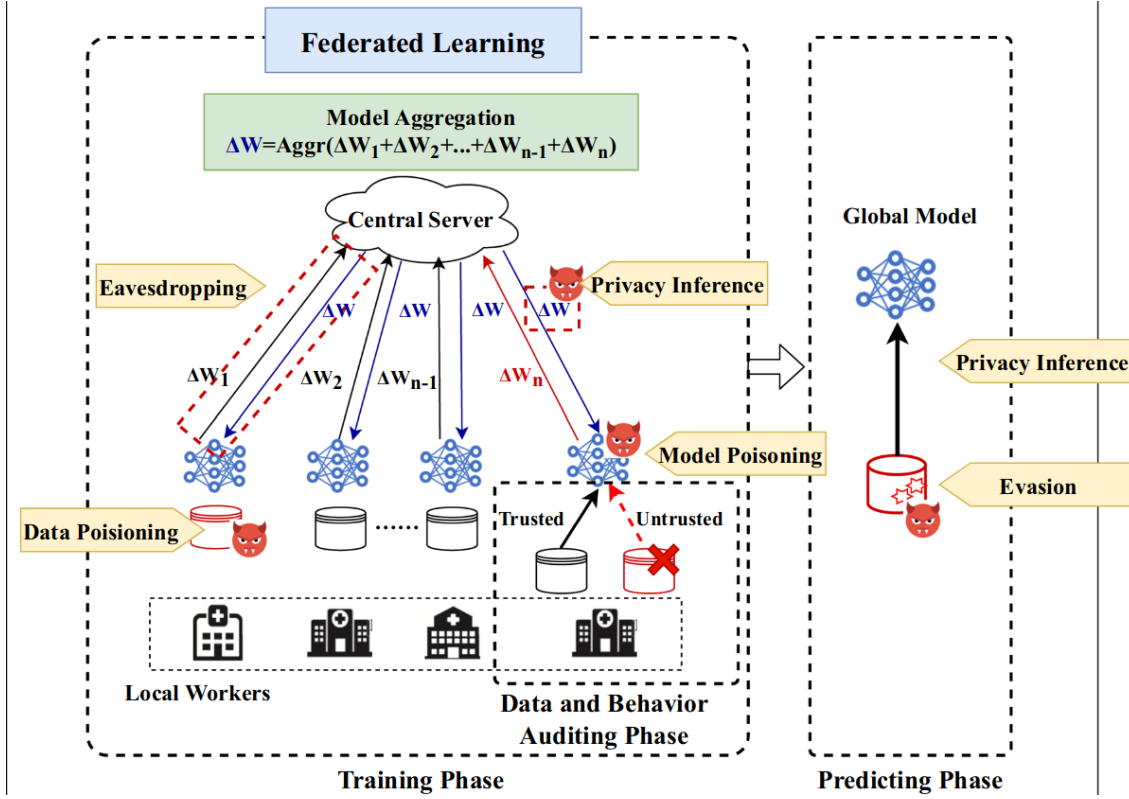 Federated Learning
Model Aggregation
ΔW=Aggr(ΔW1+ΔW2+...+ΔWn-1+ΔWn)
Central Server
Global Model
Eavesdropping
Privacy Inference
ΔW
ΔW
ΔW
ΔW
Privacy Inference
ΔW1
ΔW2
ΔWn-1
ΔWn
Model Poisoning
Evasion
Data Poisioning
......
Trusted
Untrusted
Local Workers
Data and Behavior
Auditing Phase
Training Phase
Predicting Phase